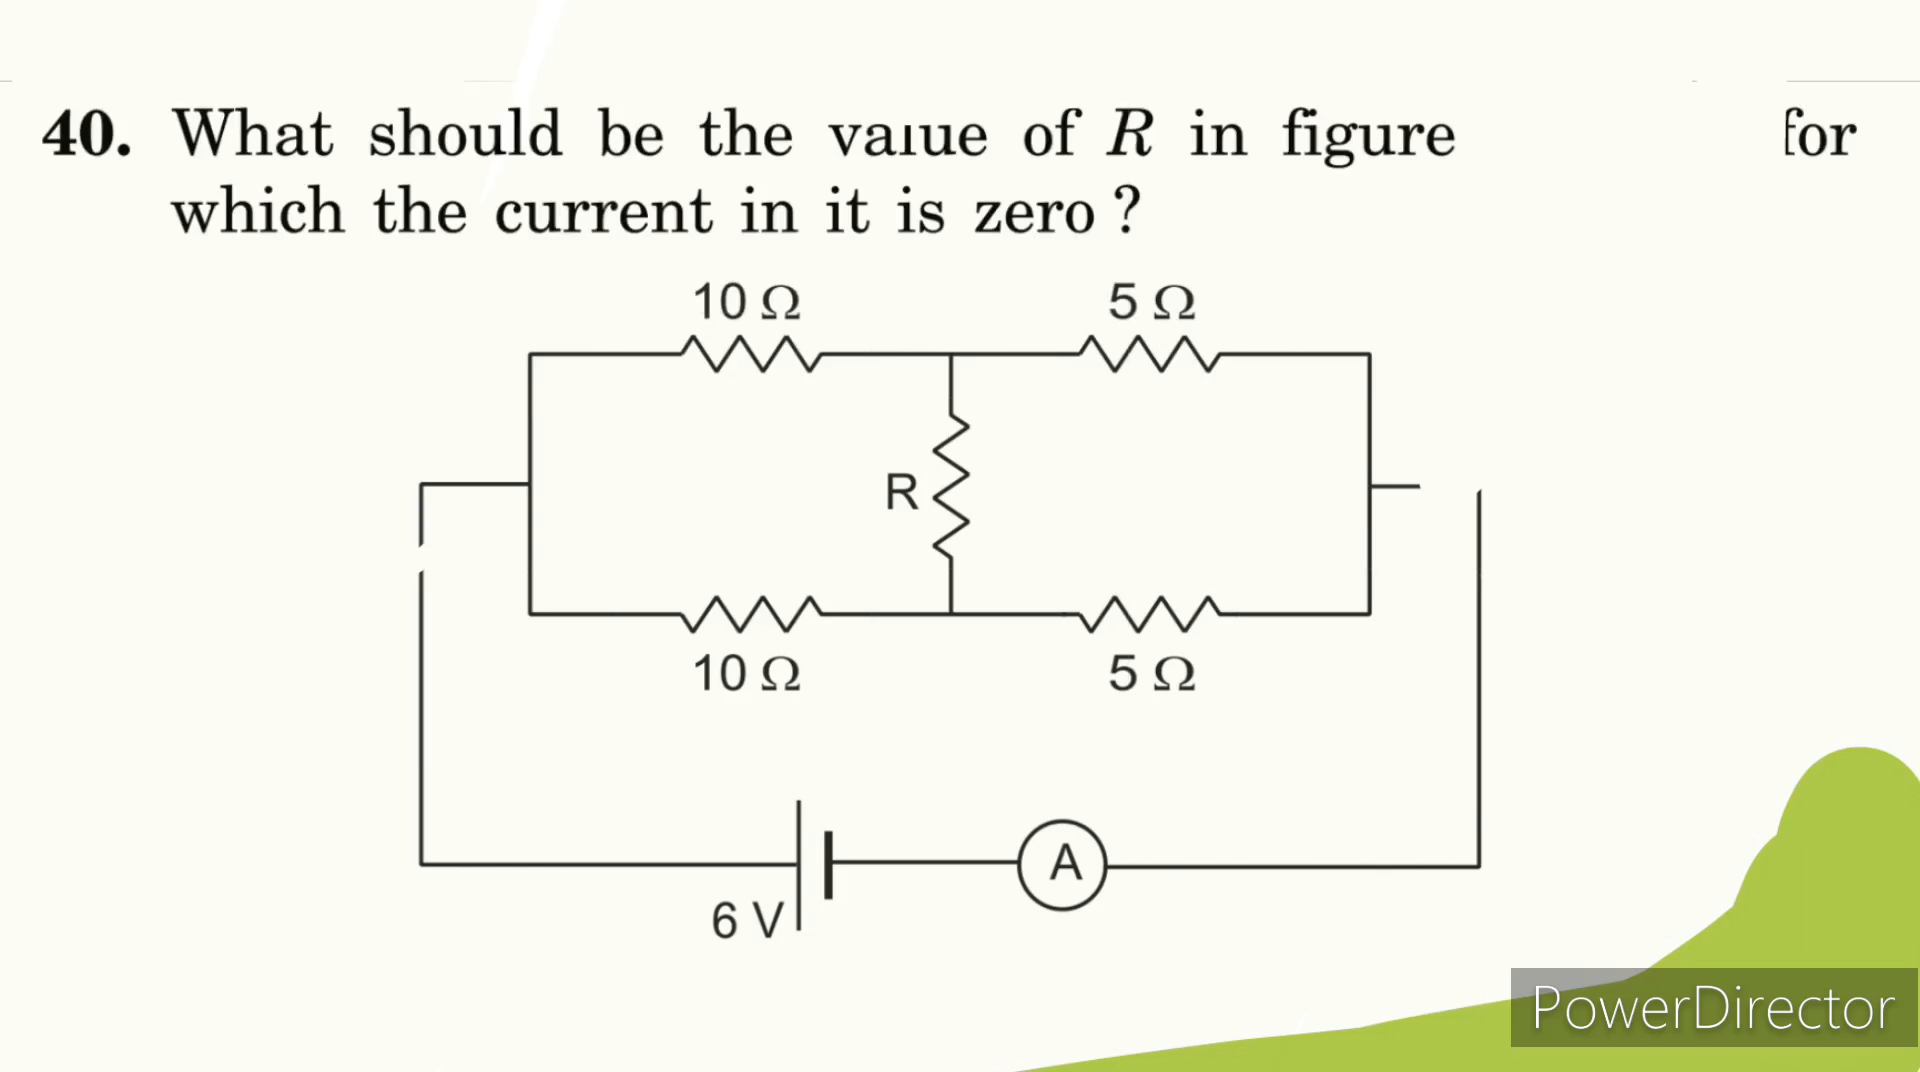 40. What should be the value of R in figure for
which the current in it is zero ?
10 Ω 5 Ω
R
10 Ω 5 Ω
A
6 V
PowerDirector